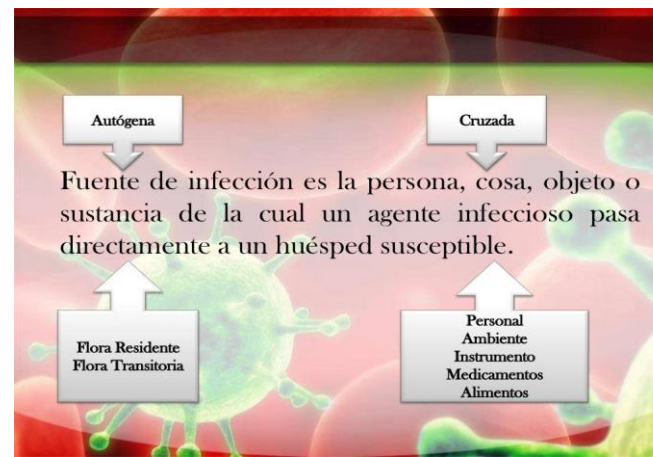 Autógena
Cruzada
Fuente de infección es la persona, cosa, objeto o
sustancia de la cual un agente infeccioso pasa
directamente a un huésped susceptible.
Flora Residente
Flora Transitoria
Personal
Ambiente
Instrumento
Medicamentos
Alimentos